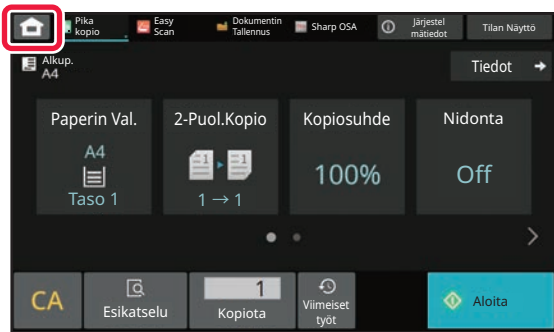 Pika
kopio
Easy
Scan
Dokumentin
Tallennus
Sharp OSA
Järjestel
mätiedot
Tilan Näyttö
Alkup.
A4
Tiedot
Paperin Val.
A4
Taso 1
2-Puol.Kopio
1 → 1
Kopiosuhde
100%
Nidonta
Off
CA
Esikatselu
1
Kopiota
Viimeiset
työt
Aloita